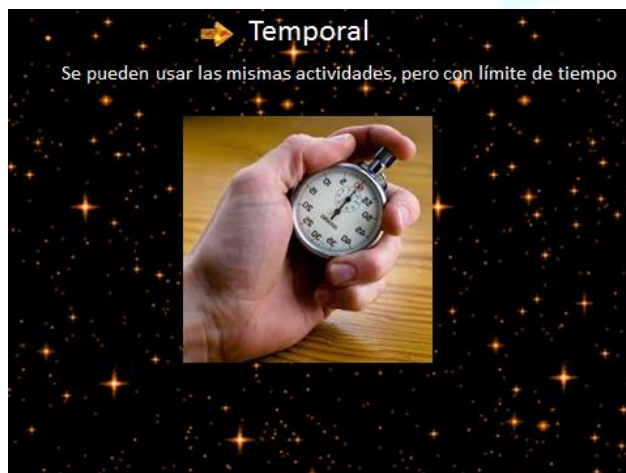 Temporal
Se pueden usar las mismas actividades, pero con límite de tiempo